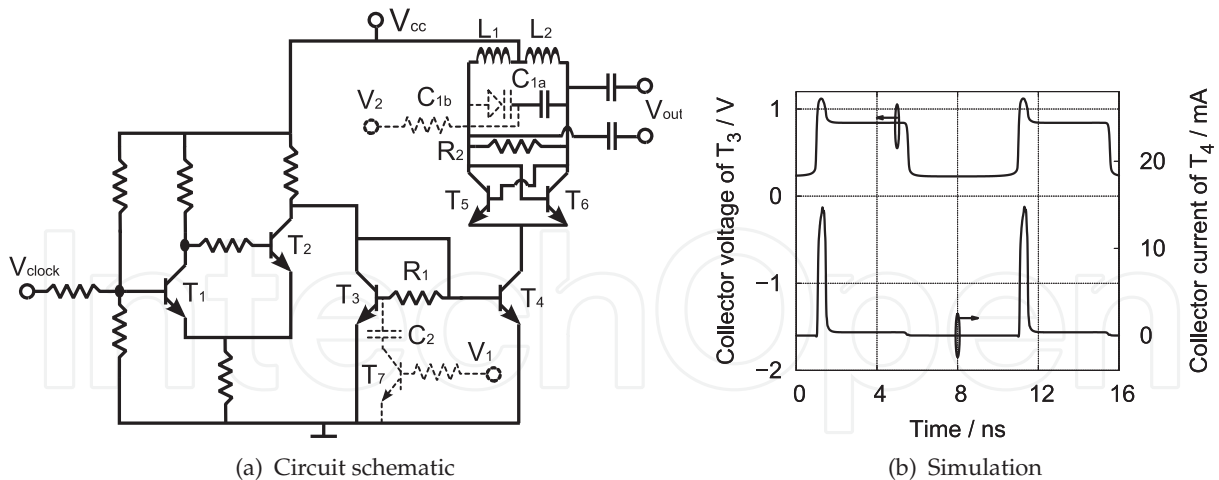 Vcc
L1 L2
C1a
V2
C1b
Vout
R2
T5
T6
T2
Vclock
T1
R1
T3
T4
C2
V1
T7
(a) Circuit schematic
Collector voltage of T3 / V
1
0
−1
−2
0 4 8 12 16
Time / ns
20
10
0
Collector current of T4 / mA
(b) Simulation
IntechOpen